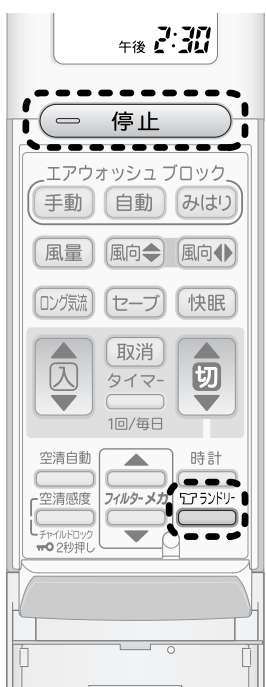 午後 2:30
停止
エアウォッシュ ブロック
手動 自動 みはり
風量 風向 風向
ロング気流 セーブ 快眠
入 取消 切
タイマー
1回/毎日
空清自動 時計
空清感度 フィルターメカ ランドリー
チャイルドロック
2秒押し